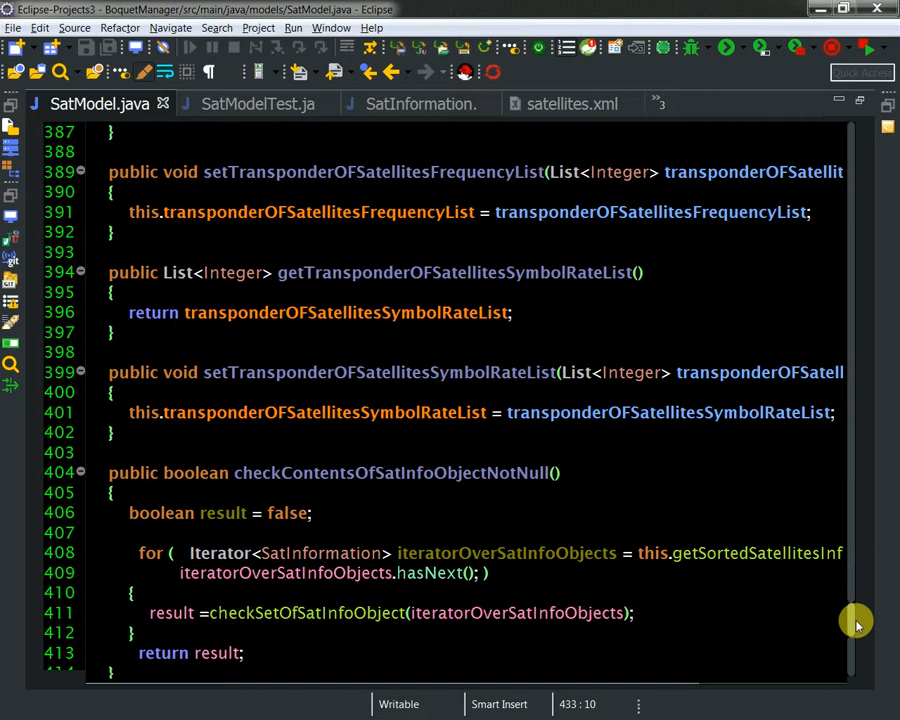 Eclipse-Projects3 - BoquetManager/src/main/java/models/SatModel.java - Eclipse
File Edit Source Refactor Navigate Search Project Run Window Help
Quick Access
SatModel.java SatModelTest.ja SatInformation. satellites.xml »3
387 }
388
389 public void setTransponderOFSatellitesFrequencyList(List<Integer> transponderOFSatellit
390 {
391 this.transponderOFSatellitesFrequencyList = transponderOFSatellitesFrequencyList;
392 }
393
394 public List<Integer> getTransponderOFSatellitesSymbolRateList()
395 {
396 return transponderOFSatellitesSymbolRateList;
397 }
398
399 public void setTransponderOFSatellitesSymbolRateList(List<Integer> transponderOFSatell
400 {
401 this.transponderOFSatellitesSymbolRateList = transponderOFSatellitesSymbolRateList;
402 }
403
404 public boolean checkContentsOfSatInfoObjectNotNull()
405 {
406 boolean result = false;
407
408 for ( Iterator<SatInformation> iteratorOverSatInfoObjects = this.getSortedSatellitesInf
409 iteratorOverSatInfoObjects.hasNext(); )
410 {
411 result =checkSetOfSatInfoObject(iteratorOverSatInfoObjects);
412 }
413 return result;
414 }
Writable Smart Insert 433 : 10